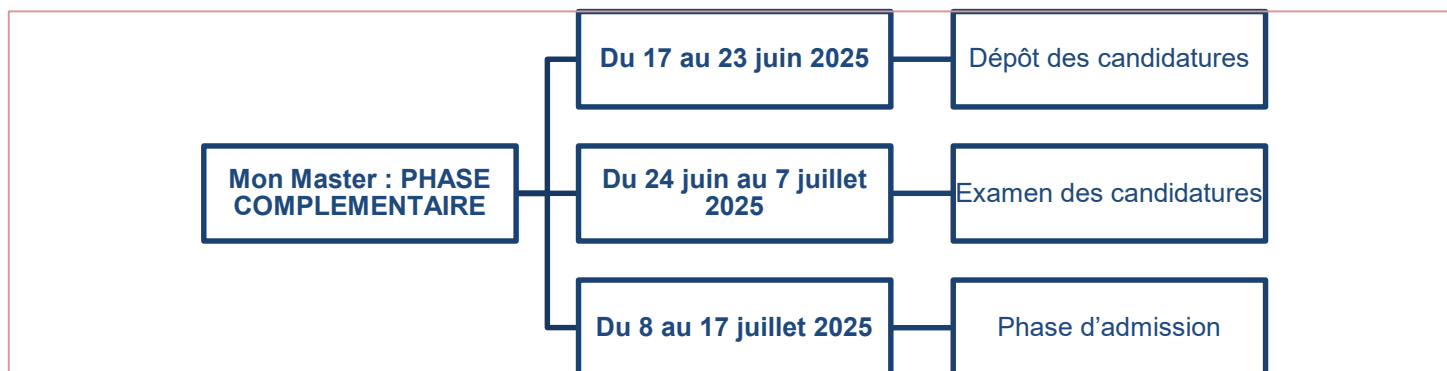 Du 17 au 23 juin 2025
Dépôt des candidatures
Mon Master : PHASE
COMPLEMENTAIRE
Du 24 juin au 7 juillet
2025
Examen des candidatures
Du 8 au 17 juillet 2025
Phase d’admission